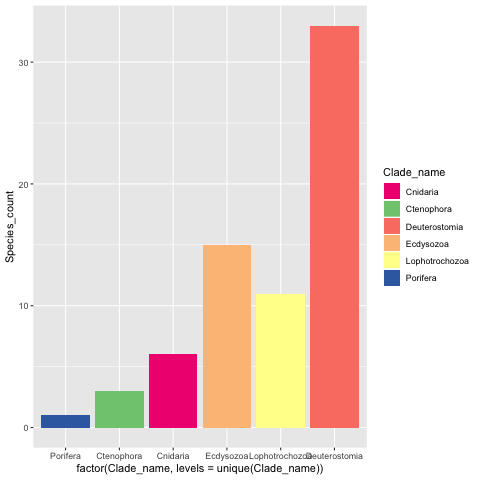 Species_count
30
20
10
0
Porifera Ctenophora Cnidaria Ecdysozoa Lophotrochozoa Deuterostomia
factor(Clade_name, levels = unique(Clade_name))
Clade_name
Cnidaria
Ctenophora
Deuterostomia
Ecdysozoa
Lophotrochozoa
Porifera